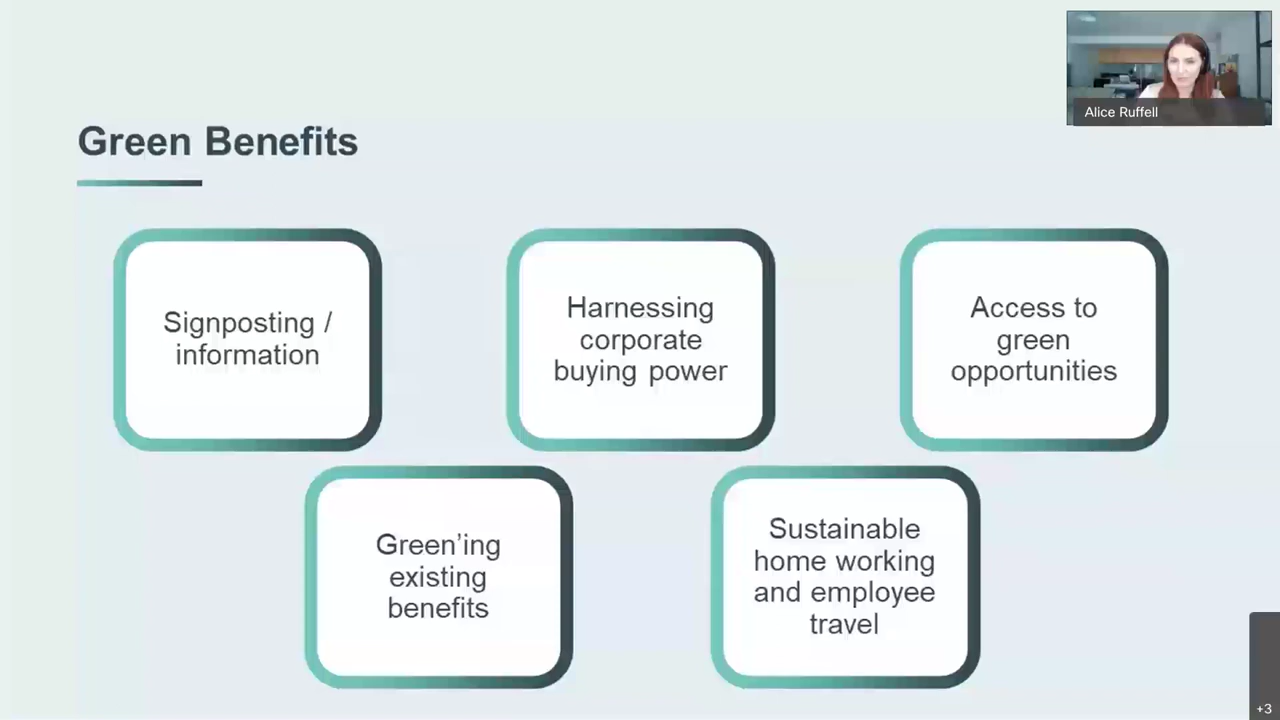 Alice Ruffell
Green Benefits
Signposting /
information
Harnessing
corporate
buying power
Access to
green
opportunities
Green’ing
existing
benefits
Sustainable
home working
and employee
travel
+3